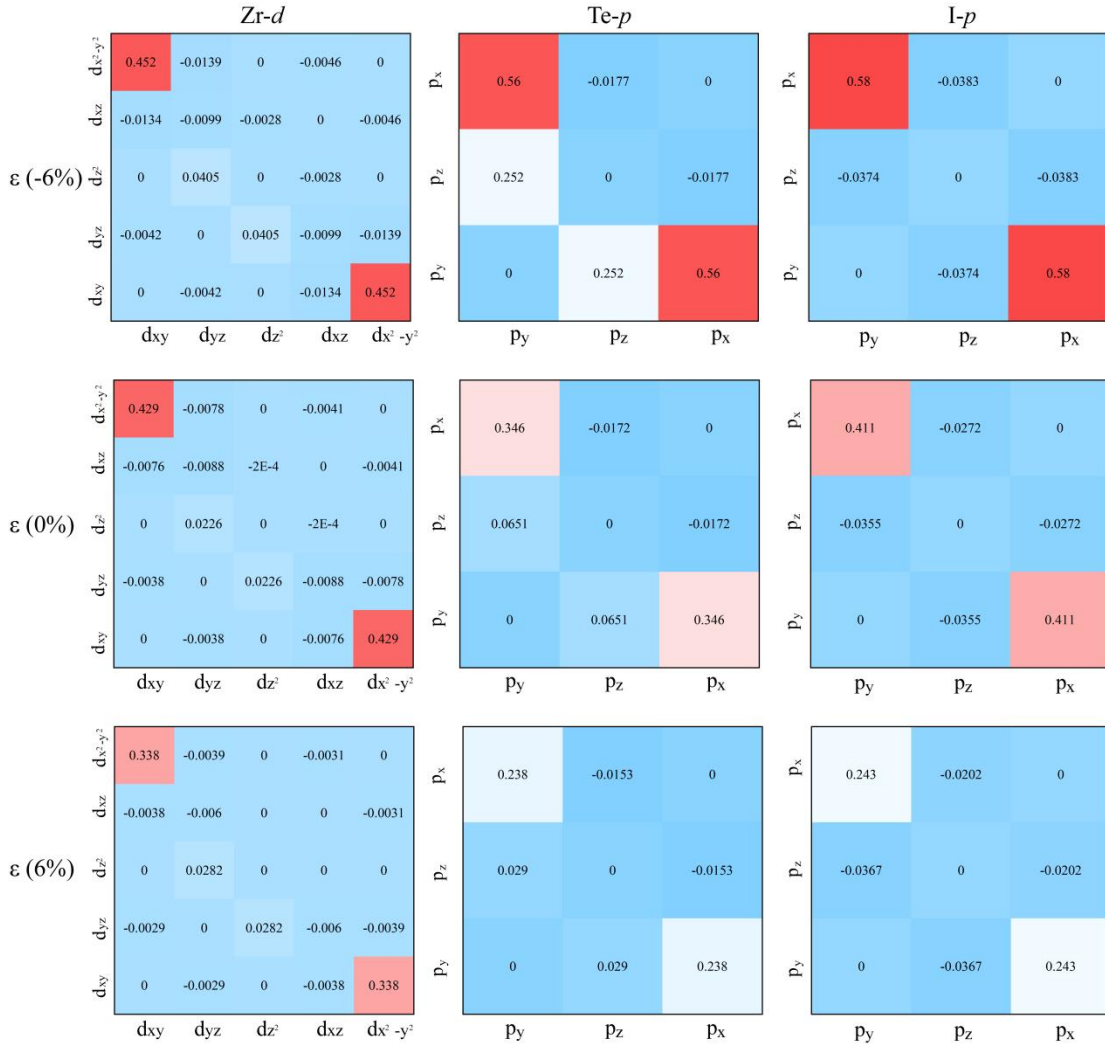 Zr-d Te-p I-p
ε (-6%)
dx²-y² 0.452 -0.0139 0 -0.0046 0
dxz -0.0134 -0.0099 -0.0028 0 -0.0046
dz² 0 0.0405 0 -0.0028 0
dyz -0.0042 0 0.0405 -0.0099 -0.0139
dxy 0 -0.0042 0 -0.0134 0.452
dxy dyz dz² dxz dx²-y²
px 0.56 -0.0177 0
pz 0.252 0 -0.0177
py 0 0.252 0.56
py pz px
px 0.58 -0.0383 0
pz -0.0374 0 -0.0383
py 0 -0.0374 0.58
py pz px
ε (0%)
dx²-y² 0.429 -0.0078 0 -0.0041 0
dxz -0.0076 -0.0088 -2E-4 0 -0.0041
dz² 0 0.0226 0 -2E-4 0
dyz -0.0038 0 0.0226 -0.0088 -0.0078
dxy 0 -0.0038 0 -0.0076 0.429
dxy dyz dz² dxz dx²-y²
px 0.346 -0.0172 0
pz 0.0651 0 -0.0172
py 0 0.0651 0.346
py pz px
px 0.411 -0.0272 0
pz -0.0355 0 -0.0272
py 0 -0.0355 0.411
py pz px
ε (6%)
dx²-y² 0.338 -0.0039 0 -0.0031 0
dxz -0.0038 -0.006 0 0 -0.0031
dz² 0 0.0282 0 0 0
dyz -0.0029 0 0.0282 -0.006 -0.0039
dxy 0 -0.0029 0 -0.0038 0.338
dxy dyz dz² dxz dx²-y²
px 0.238 -0.0153 0
pz 0.029 0 -0.0153
py 0 0.029 0.238
py pz px
px 0.243 -0.0202 0
pz -0.0367 0 -0.0202
py 0 -0.0367 0.243
py pz px